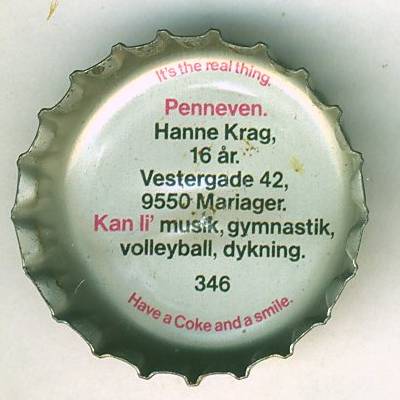 It's the real thing.
Penneven.
Hanne Krag,
16 år.
Vestergade 42,
9550 Mariager.
Kan li' musik, gymnastik,
volleyball, dykning.
346
Have a Coke and a smile.